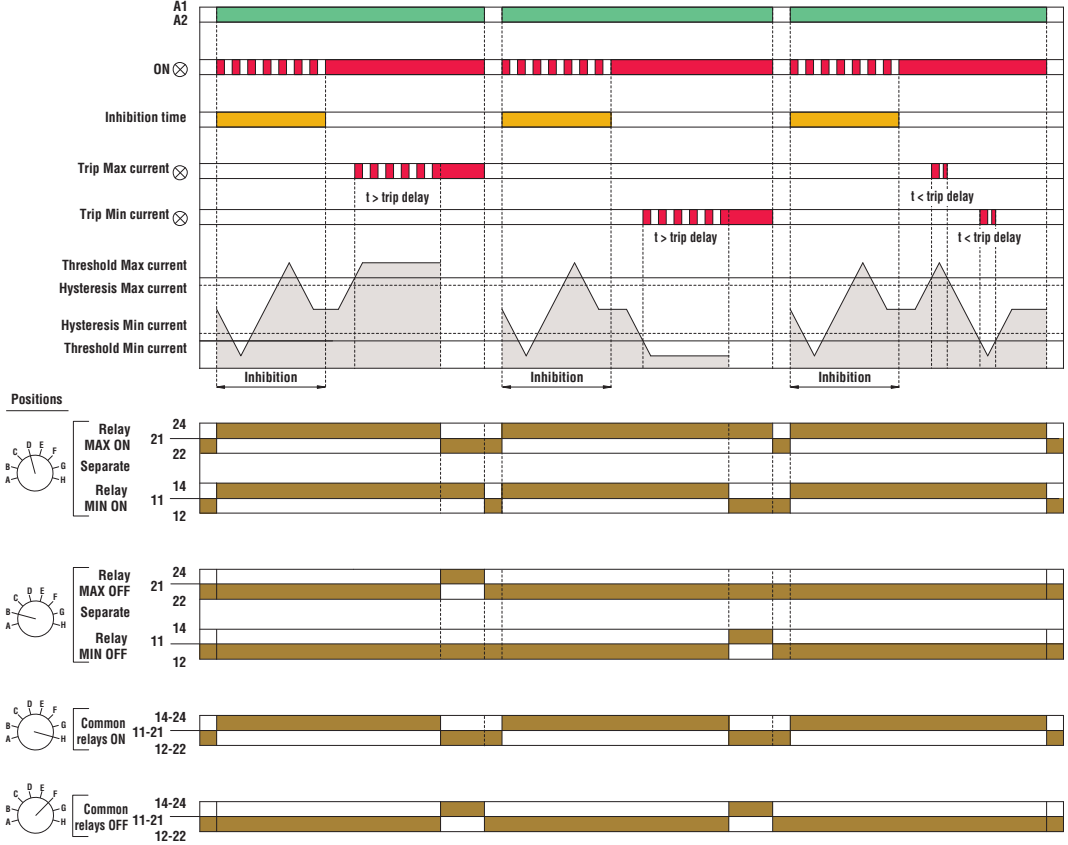 A1
A2
ON
Inhibition time
Trip Max current
t > trip delay
t < trip delay
Trip Min current
t > trip delay
t < trip delay
Threshold Max current
Hysteresis Max current
Hysteresis Min current
Threshold Min current
Inhibition
Inhibition
Inhibition
Positions
A B C D E F G H
Relay
MAX ON
Separate
Relay
MIN ON
24
21
22
14
11
12
A B C D E F G H
Relay
MAX OFF
Separate
Relay
MIN OFF
24
21
22
14
11
12
A B C D E F G H
Common
relays ON
14-24
11-21
12-22
A B C D E F G H
Common
relays OFF
14-24
11-21
12-22